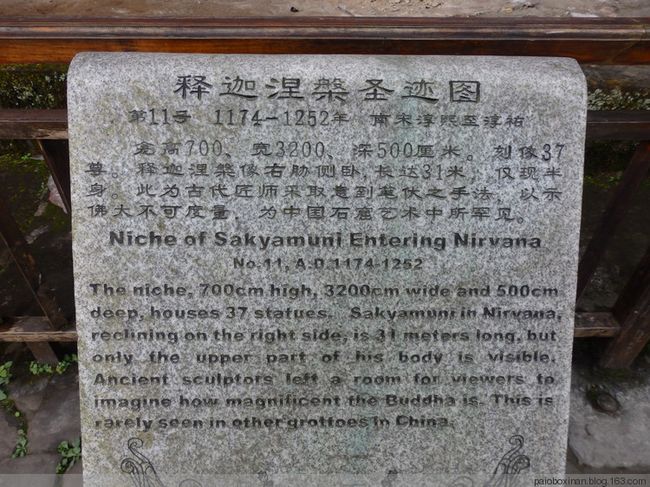 释迦涅槃圣迹图
第11号 1174-1252年 南宋淳熙至淳祐
龛高700、宽3200、深500厘米。刻像37
尊。释迦涅槃像右胁侧卧，长达31米，仅现半
身。此为古代匠师采取意到笔伏之手法，以示
佛大不可度量，为中国石窟艺术中所罕见。
Niche of Sakyamuni Entering Nirvana
No.11, A.D.1174-1252
The niche, 700cm high, 3200cm wide and 500cm
deep, houses 37 statues. Sakyamuni in Nirvana,
reclining on the right side, is 31 meters long, but
only the upper part of his body is visible.
Ancient sculptors left a room for viewers to
imagine how magnificent the Buddha is. This is
rarely seen in other grottoes in China.
paioboxinan.blog.163.com